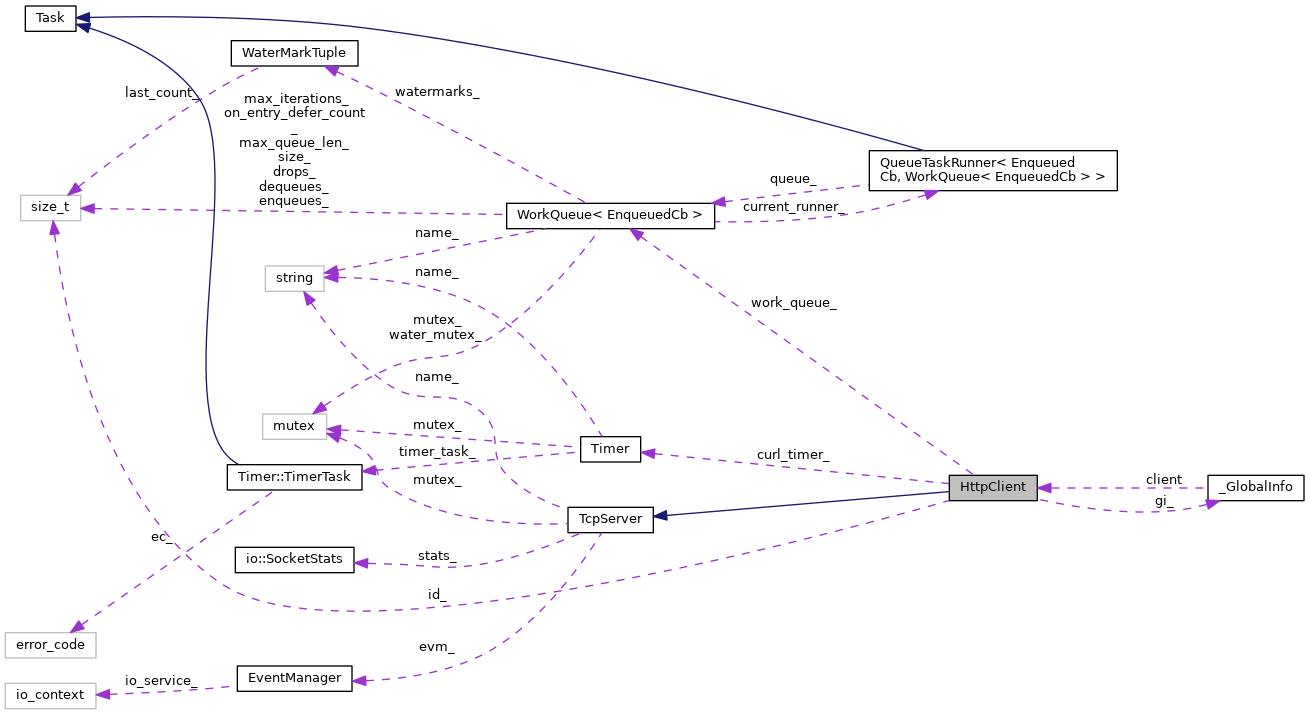 Task
WaterMarkTuple
last_count_
max_iterations_
on_entry_defer_count
_
max_queue_len_
size_
drops_
dequeues_
enqueues_
watermarks_
QueueTaskRunner< Enqueued
Cb, WorkQueue< EnqueuedCb > >
queue_
current_runner_
size_t
WorkQueue< EnqueuedCb >
name_
string
name_
work_queue_
mutex_
water_mutex_
name_
mutex
mutex_
Timer
curl_timer_
timer_task_
Timer::TimerTask
mutex_
HttpClient
client
gi_
_GlobalInfo
TcpServer
ec_
io::SocketStats
stats_
id_
error_code
evm_
EventManager
io_service_
io_context